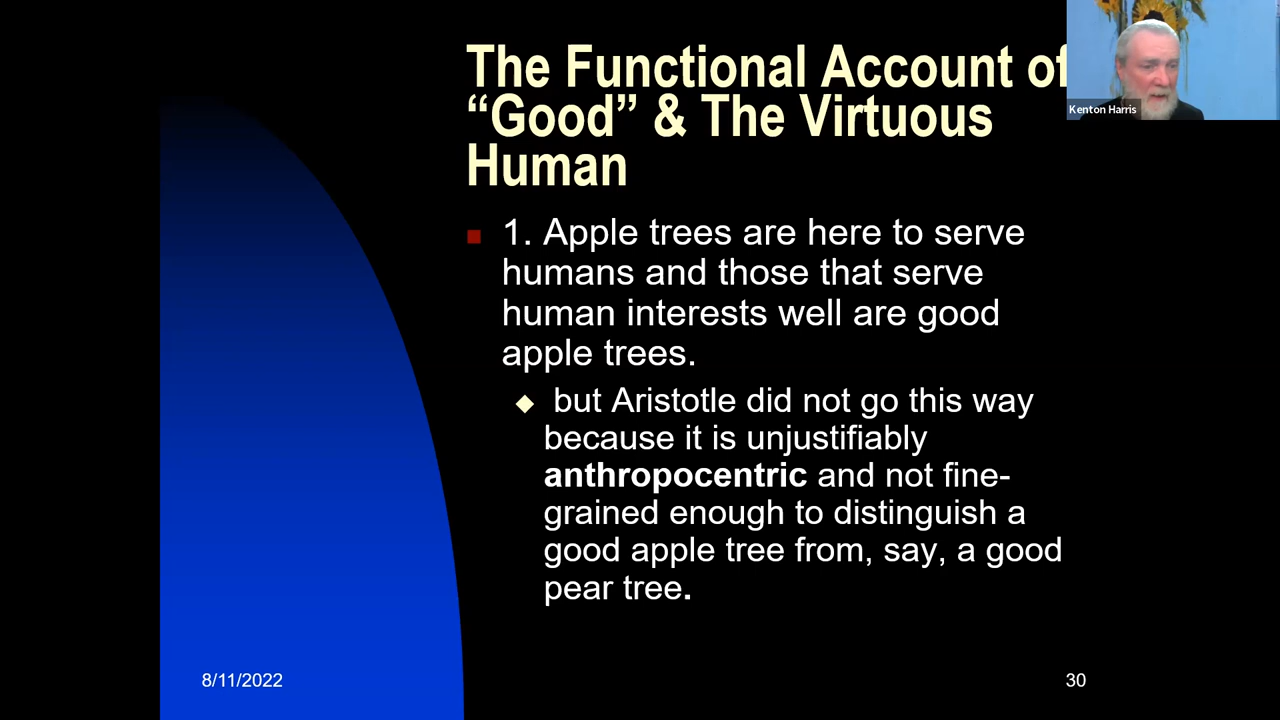 The Functional Account of
“Good” & The Virtuous
Human
Kenton Harris
1. Apple trees are here to serve
humans and those that serve
human interests well are good
apple trees.
but Aristotle did not go this way
because it is unjustifiably
anthropocentric and not fine-
grained enough to distinguish a
good apple tree from, say, a good
pear tree.
8/11/2022
30